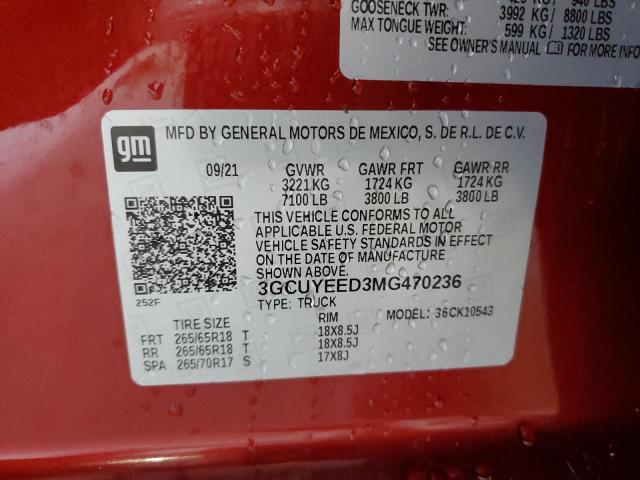 GOOSENECK TWR: 3992 KG / 8800 LBS
MAX TONGUE WEIGHT: 599 KG / 1320 LBS
SEE OWNER'S MANUAL FOR MORE INFO
gm
MFD BY GENERAL MOTORS DE MEXICO, S. DE R.L. DE C.V.
09/21 GVWR GAWR FRT GAWR RR
3221 KG 1724 KG 1724 KG
7100 LB 3800 LB 3800 LB
THIS VEHICLE CONFORMS TO ALL
APPLICABLE U.S. FEDERAL MOTOR
VEHICLE SAFETY STANDARDS IN EFFECT
ON THE DATE OF MANUFACTURE
SHOWN ABOVE.
3GCUYEED3MG470236
252F
TYPE: TRUCK
MODEL: 36CK10543
TIRE SIZE RIM
FRT 265/65R18 T 18X8.5J
RR 265/65R18 T 18X8.5J
SPA 265/70R17 S 17X8J